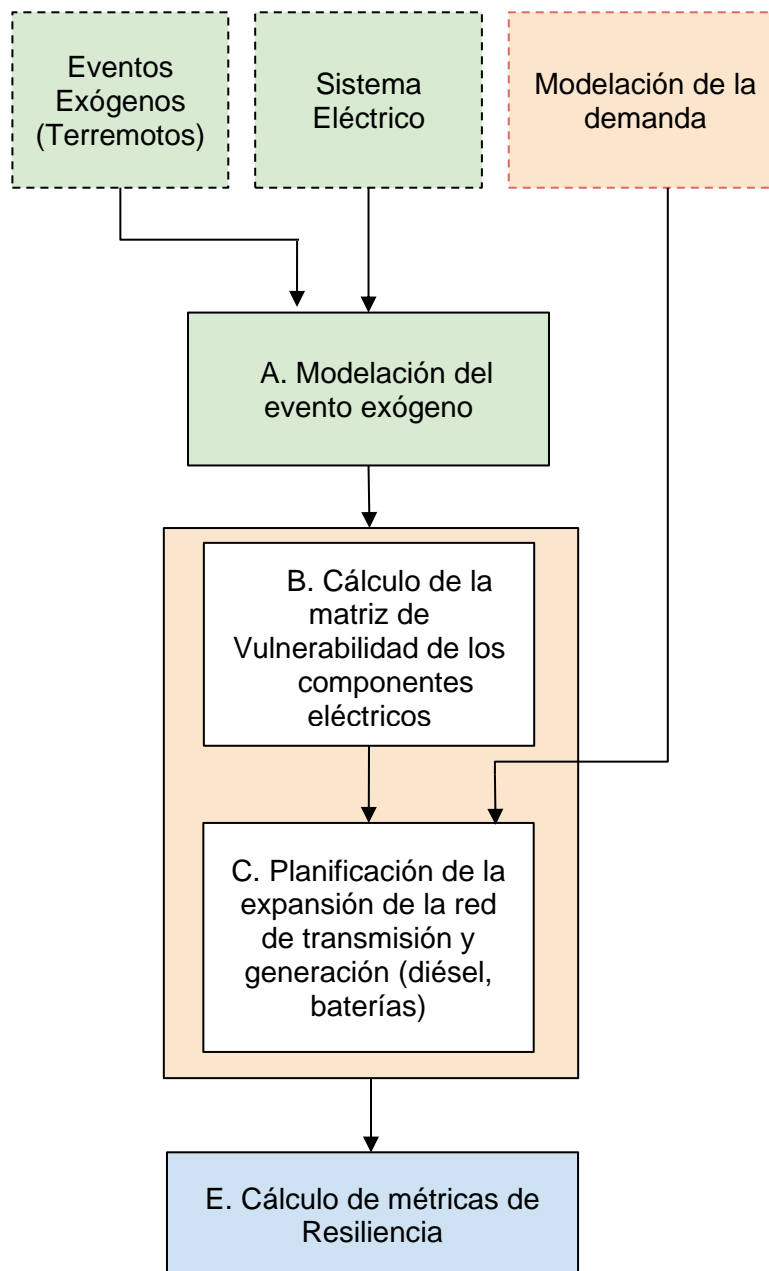 Eventos
Exógenos
(Terremotos)
Sistema
Eléctrico
Modelación de la
demanda
A. Modelación del
evento exógeno
B. Cálculo de la
matriz de
Vulnerabilidad de los
componentes
eléctricos
C. Planificación de la
expansión de la red
de transmisión y
generación (diésel,
baterías)
E. Cálculo de métricas de
Resiliencia